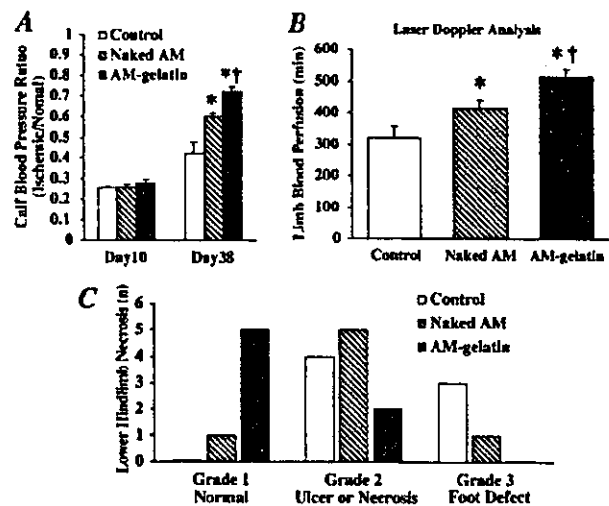 A
Control
Naked AM
AM-gelatin
Calf Blood Pressure Ratuo
(Ischemic/Nomal)
1
0.9
0.8
0.7
0.6
0.5
0.4
0.3
0.2
0.1
0
*
*†
Day10
Day38
B
Laser Doppler Analysis
Limb Blood Perfusion (min)
600
500
400
300
200
100
0
*
*†
Control
Naked AM
AM-gelatin
C
Lower Hindlimb Necrosis (n)
6
5
4
3
2
1
0
Control
Naked AM
AM-gelatin
Grade 1
Normal
Grade 2
Ulcer or Necrosis
Grade 3
Foot Defect